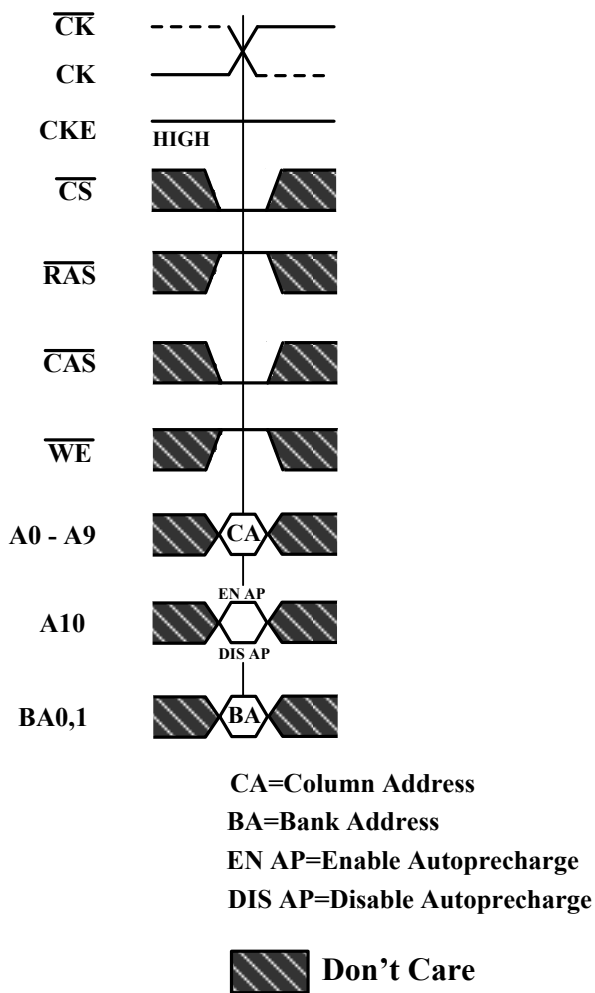 CK
CK
CKE
HIGH
CS
RAS
CAS
WE
A0 - A9
CA
EN AP
A10
DIS AP
BA0,1
BA
CA=Column Address
BA=Bank Address
EN AP=Enable Autoprecharge
DIS AP=Disable Autoprecharge
Don’t Care